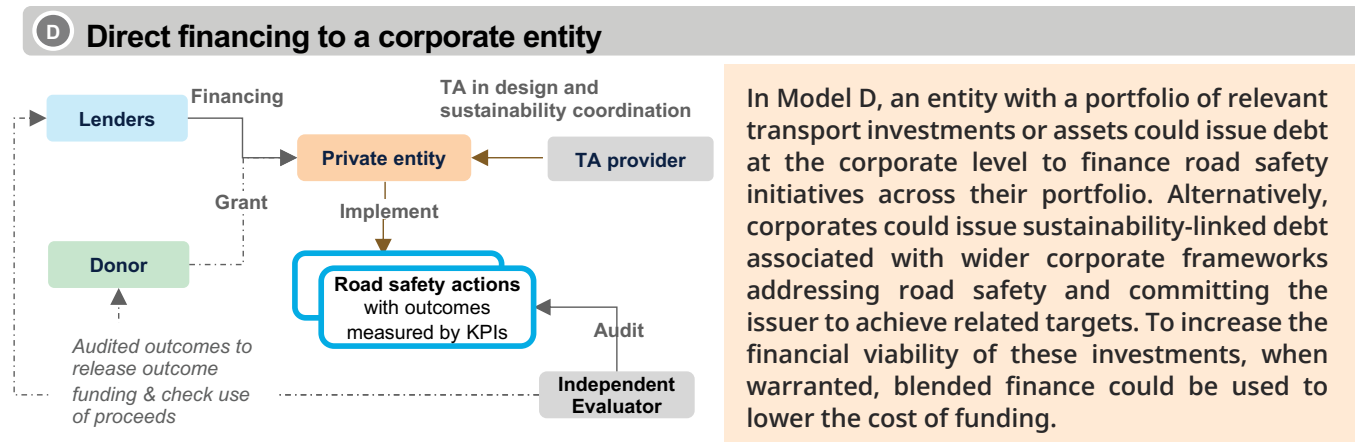 D Direct financing to a corporate entity
Lenders
Financing
TA in design and
sustainability coordination
Private entity
TA provider
Grant
Implement
Donor
Road safety actions
with outcomes
measured by KPIs
Audit
Audited outcomes to
release outcome
funding & check use
of proceeds
Independent
Evaluator
In Model D, an entity with a portfolio of relevant
transport investments or assets could issue debt
at the corporate level to finance road safety
initiatives across their portfolio. Alternatively,
corporates could issue sustainability-linked debt
associated with wider corporate frameworks
addressing road safety and committing the
issuer to achieve related targets. To increase the
financial viability of these investments, when
warranted, blended finance could be used to
lower the cost of funding.